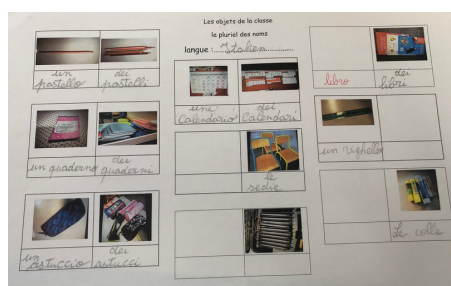 Les objets de la classe
le pluriel des noms
langue : Italien
un
pastello
dei
pastelli
un quaderno
dei
quaderni
un
astuccio
dei
astucci
une
Calendario
dei
Calendari
le
sedie
libro
dei
libri
un righello
Le colle